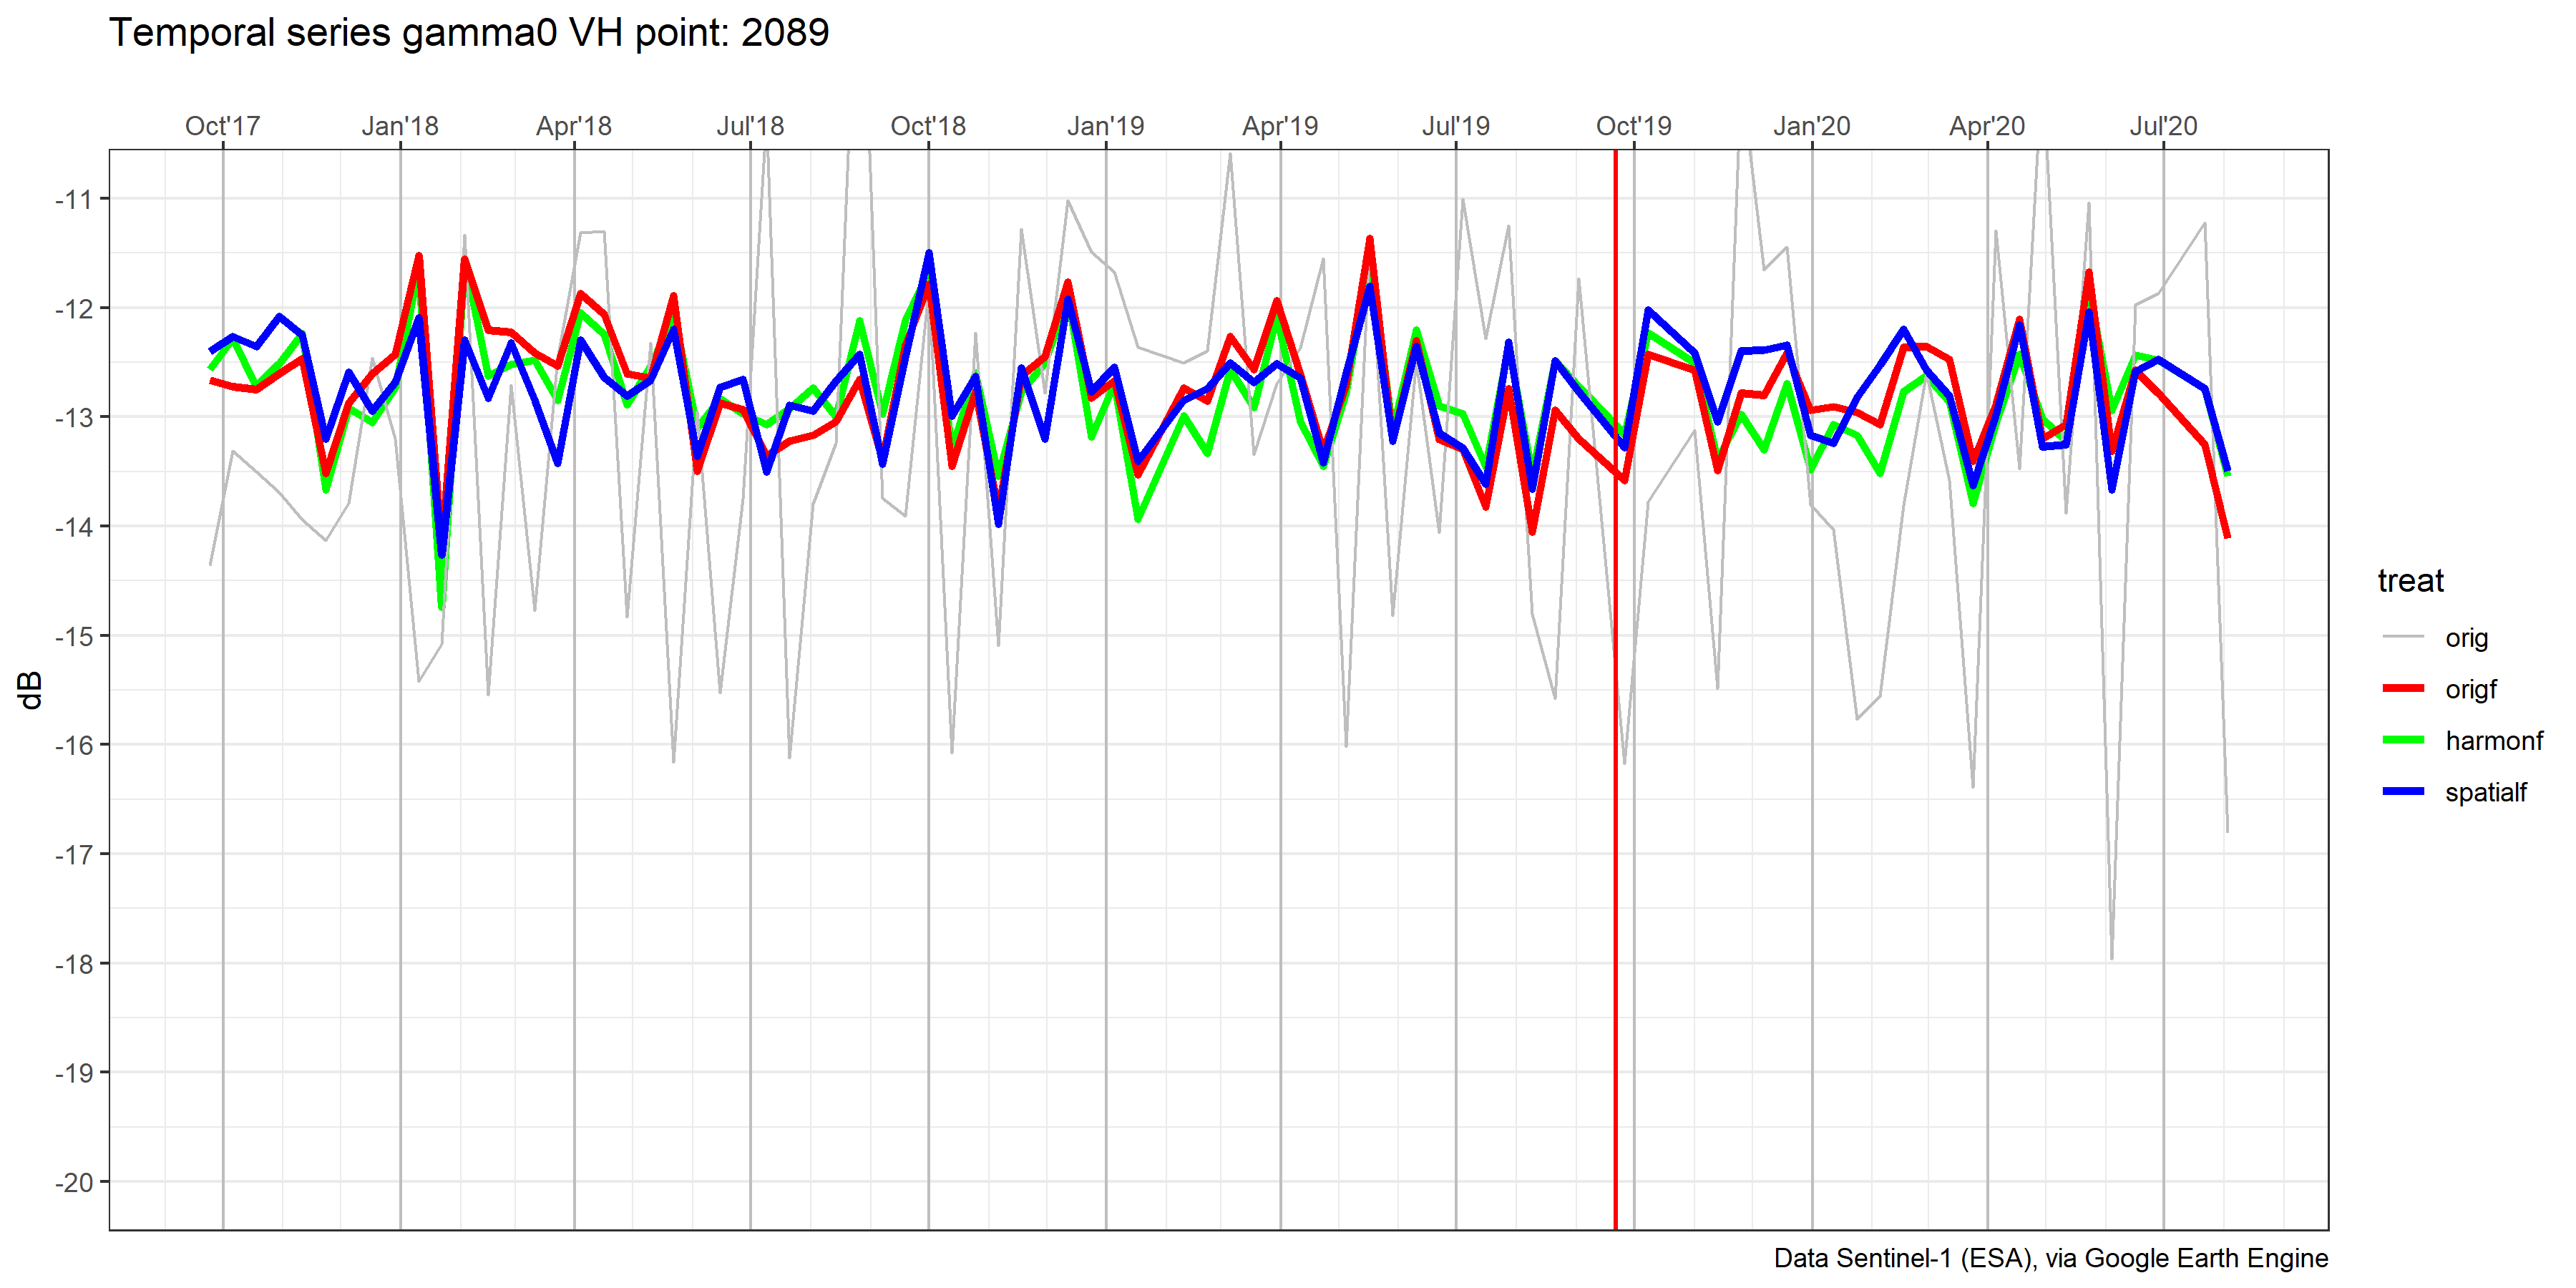 Temporal series gamma0 VH point: 2089
Oct'17 Jan'18 Apr'18 Jul'18 Oct'18 Jan'19 Apr'19 Jul'19 Oct'19 Jan'20 Apr'20 Jul'20
-11
-12
-13
-14
-15
-16
-17
-18
-19
-20
dB
treat
orig
origf
harmonf
spatialf
Data Sentinel-1 (ESA), via Google Earth Engine